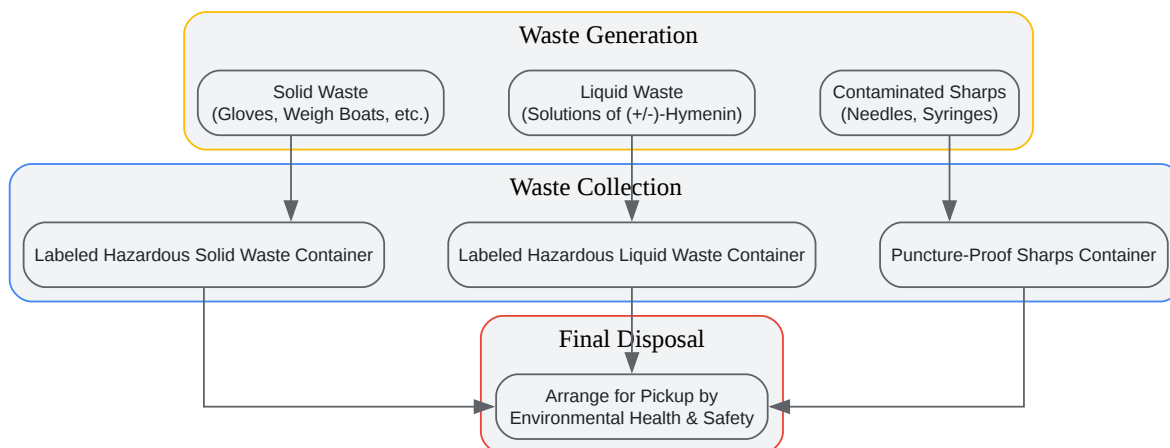 Waste Generation
Solid Waste
(Gloves, Weigh Boats, etc.)
Liquid Waste
(Solutions of (+/-)-Hymenin)
Contaminated Sharps
(Needles, Syringes)
Waste Collection
Labeled Hazardous Solid Waste Container
Labeled Hazardous Liquid Waste Container
Puncture-Proof Sharps Container
Final Disposal
Arrange for Pickup by
Environmental Health & Safety